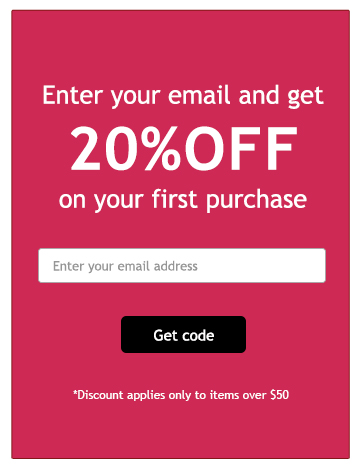 Enter your email and get
20%OFF
on your first purchase
Enter your email address
Get code
*Discount applies only to items over $50